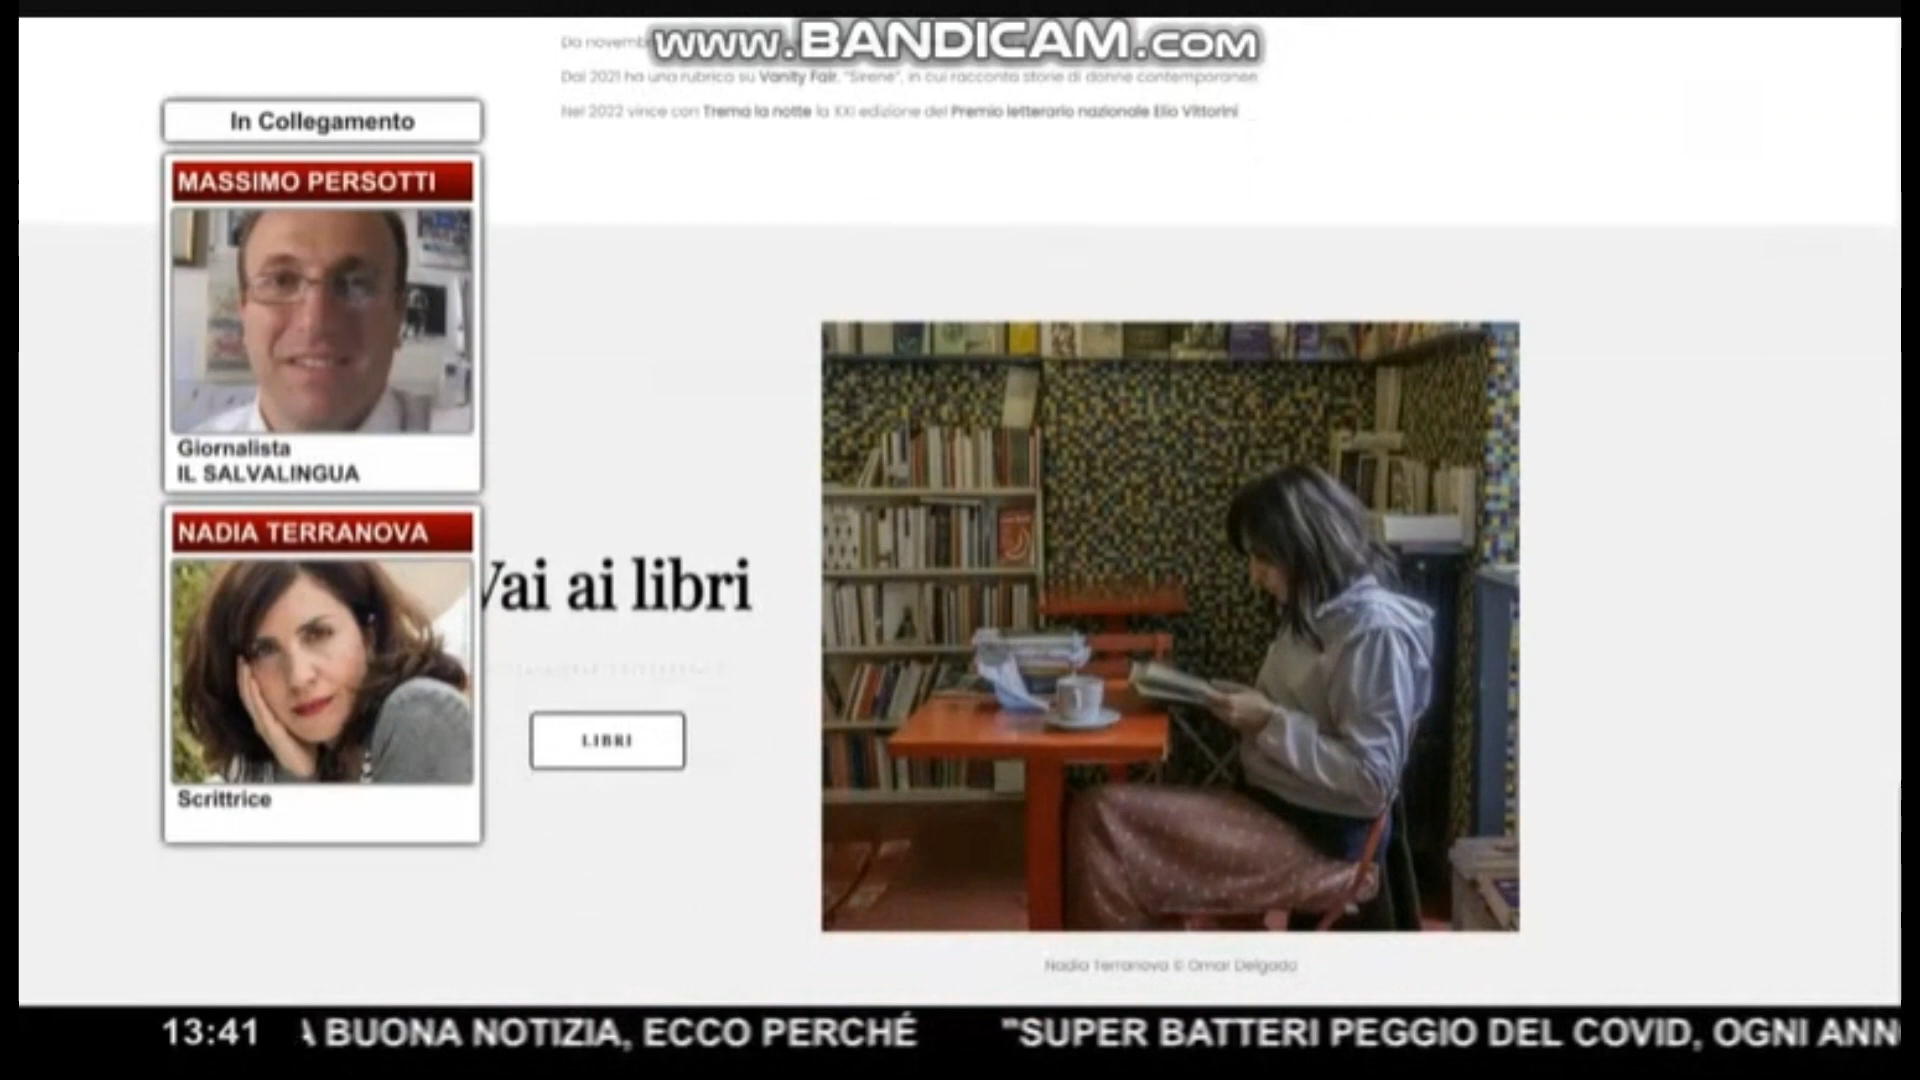 www.BANDICAM.com
Da novemb
Dal 2021 ha una rubrica su Vanity Fair, "Sirene", in cui racconta storie di donne contemporanee
Nel 2022 vince con Trema la notte la XXI edizione del Premio letterario nazionale Elio Vittorini
In Collegamento
MASSIMO PERSOTTI
Giornalista
IL SALVALINGUA
NADIA TERRANOVA
Scrittrice
Vai ai libri
LIBRI
Nadia Terranova © Omar Delgado
13:41 A BUONA NOTIZIA, ECCO PERCHÉ "SUPER BATTERI PEGGIO DEL COVID, OGNI ANN